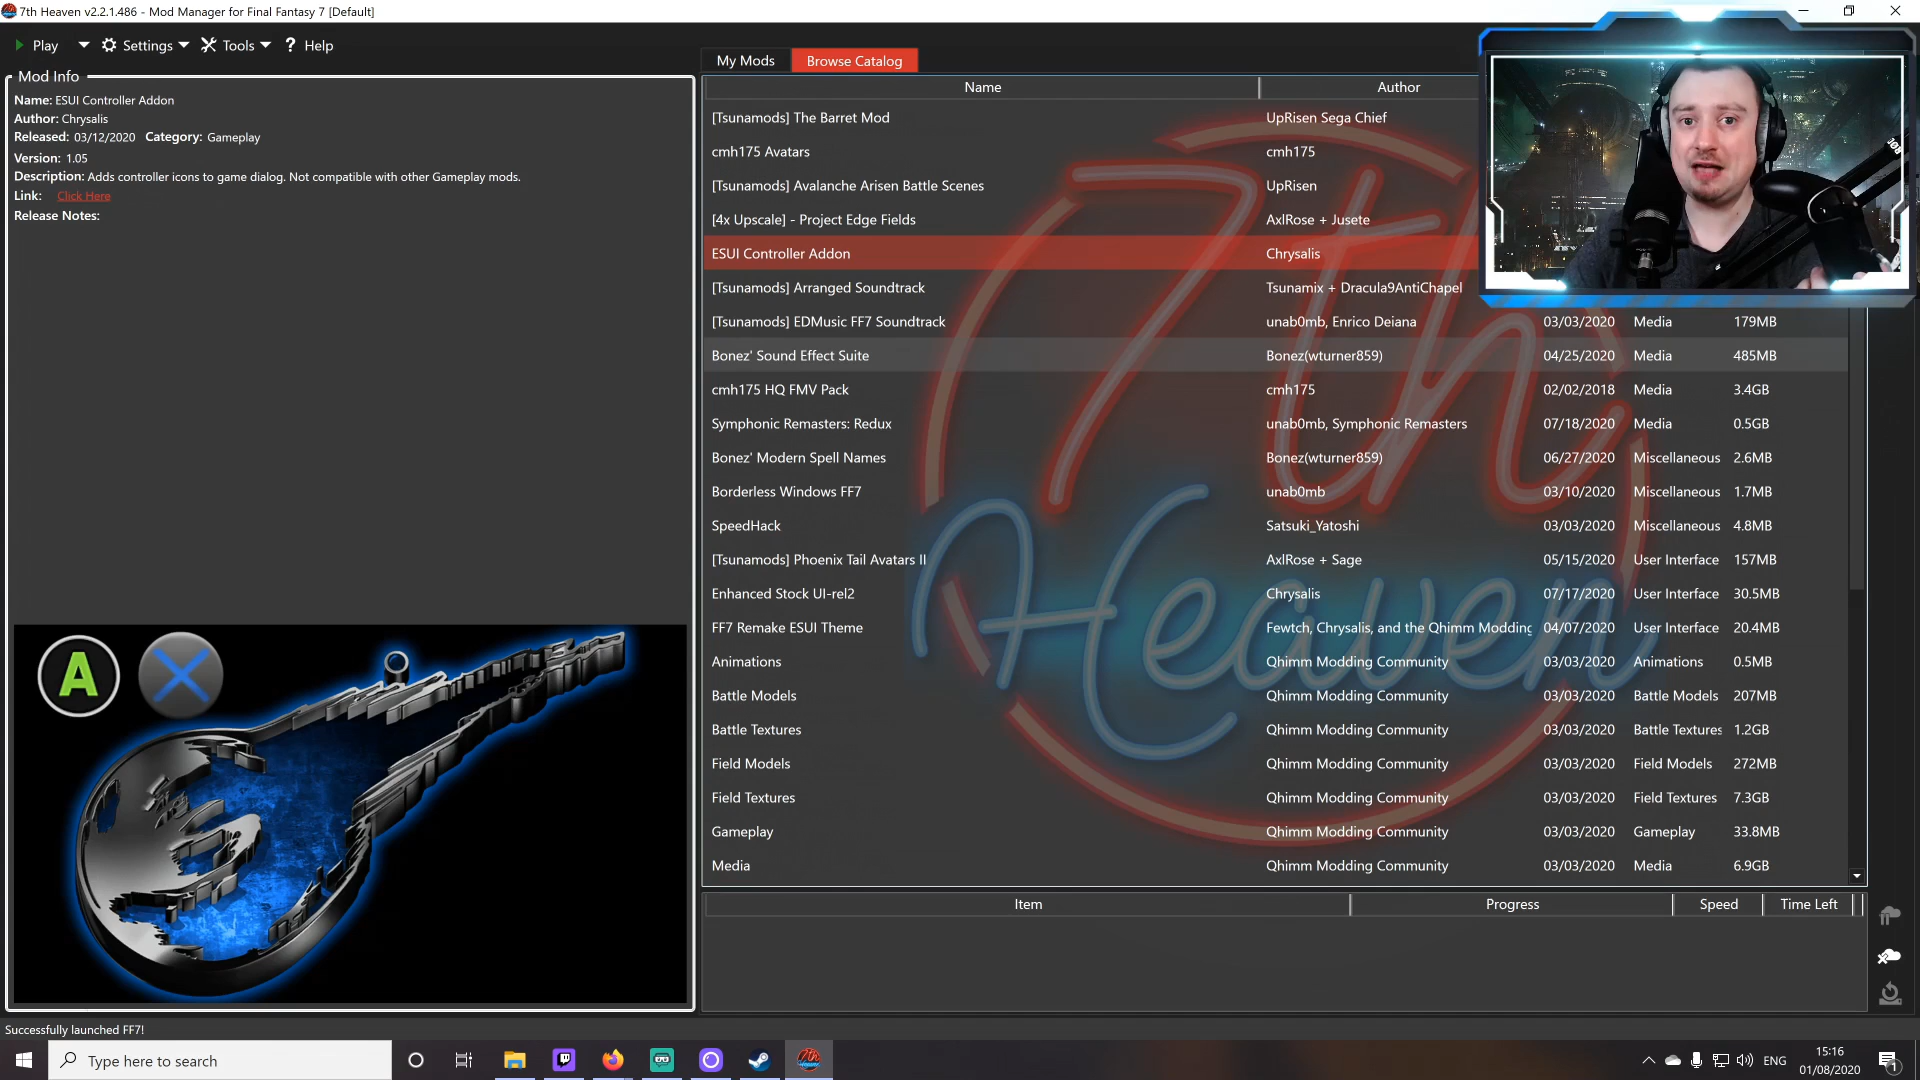 7th Heaven v2.2.1.486 - Mod Manager for Final Fantasy 7 [Default]
Play Settings Tools ? Help
Mod Info
Name: ESUI Controller Addon
Author: Chrysalis
Released: 03/12/2020 Category: Gameplay
Version: 1.05
Description: Adds controller icons to game dialog. Not compatible with other Gameplay mods.
Link: Click Here
Release Notes:
A
My Mods Browse Catalog
Name Author
[Tsunamods] The Barret Mod UpRisen Sega Chief
cmh175 Avatars cmh175
[Tsunamods] Avalanche Arisen Battle Scenes UpRisen
[4x Upscale] - Project Edge Fields AxlRose + Jusete
ESUI Controller Addon Chrysalis
[Tsunamods] Arranged Soundtrack Tsunamix + Dracula9AntiChapel
[Tsunamods] EDMusic FF7 Soundtrack unab0mb, Enrico Deiana 03/03/2020 Media 179MB
Bonez' Sound Effect Suite Bonez(wturner859) 04/25/2020 Media 485MB
cmh175 HQ FMV Pack cmh175 02/02/2018 Media 3.4GB
Symphonic Remasters: Redux unab0mb, Symphonic Remasters 07/18/2020 Media 0.5GB
Bonez' Modern Spell Names Bonez(wturner859) 06/27/2020 Miscellaneous 2.6MB
Borderless Windows FF7 unab0mb 03/10/2020 Miscellaneous 1.7MB
SpeedHack Satsuki_Yatoshi 03/03/2020 Miscellaneous 4.8MB
[Tsunamods] Phoenix Tail Avatars II AxlRose + Sage 05/15/2020 User Interface 157MB
Enhanced Stock UI-rel2 Chrysalis 07/17/2020 User Interface 30.5MB
FF7 Remake ESUI Theme Fewtch, Chrysalis, and the Qhimm Modding 04/07/2020 User Interface 20.4MB
Animations Qhimm Modding Community 03/03/2020 Animations 0.5MB
Battle Models Qhimm Modding Community 03/03/2020 Battle Models 207MB
Battle Textures Qhimm Modding Community 03/03/2020 Battle Textures 1.2GB
Field Models Qhimm Modding Community 03/03/2020 Field Models 272MB
Field Textures Qhimm Modding Community 03/03/2020 Field Textures 7.3GB
Gameplay Qhimm Modding Community 03/03/2020 Gameplay 33.8MB
Media Qhimm Modding Community 03/03/2020 Media 6.9GB
7th
Heaven
Item Progress Speed Time Left
Successfully launched FF7!
Type here to search
ENG
15:16
01/08/2020
1